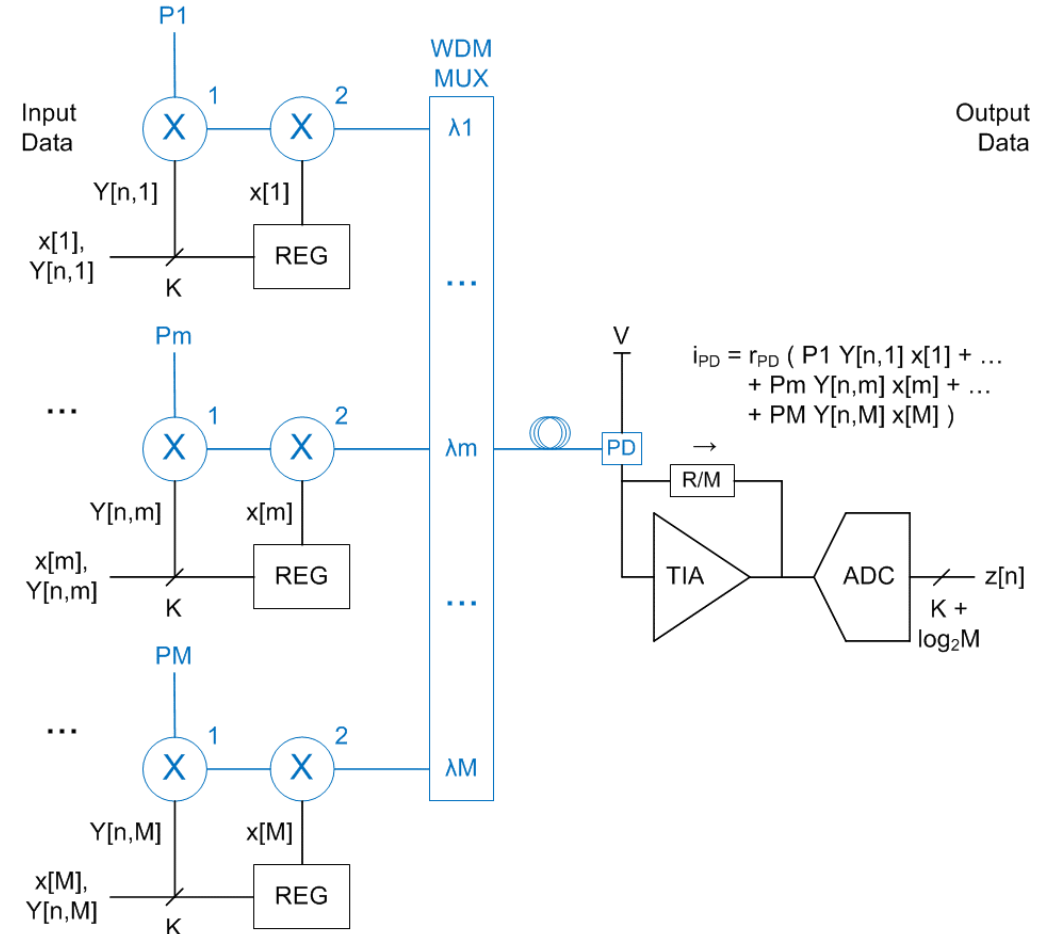 P1
WDM
MUX
Input
Data
X
1
X
2
λ1
Output
Data
Y[n,1]
x[1]
x[1],
Y[n,1]
K
REG
...
Pm
V
iPD = rPD ( P1 Y[n,1] x[1] + ...
+ Pm Y[n,m] x[m] + ...
+ PM Y[n,M] x[M] )
...
X
1
X
2
λm
PD
→
R/M
Y[n,m]
x[m]
x[m],
Y[n,m]
K
REG
TIA
ADC
z[n]
K +
log₂M
...
PM
...
X
1
X
2
λM
Y[n,M]
x[M]
x[M],
Y[n,M]
K
REG